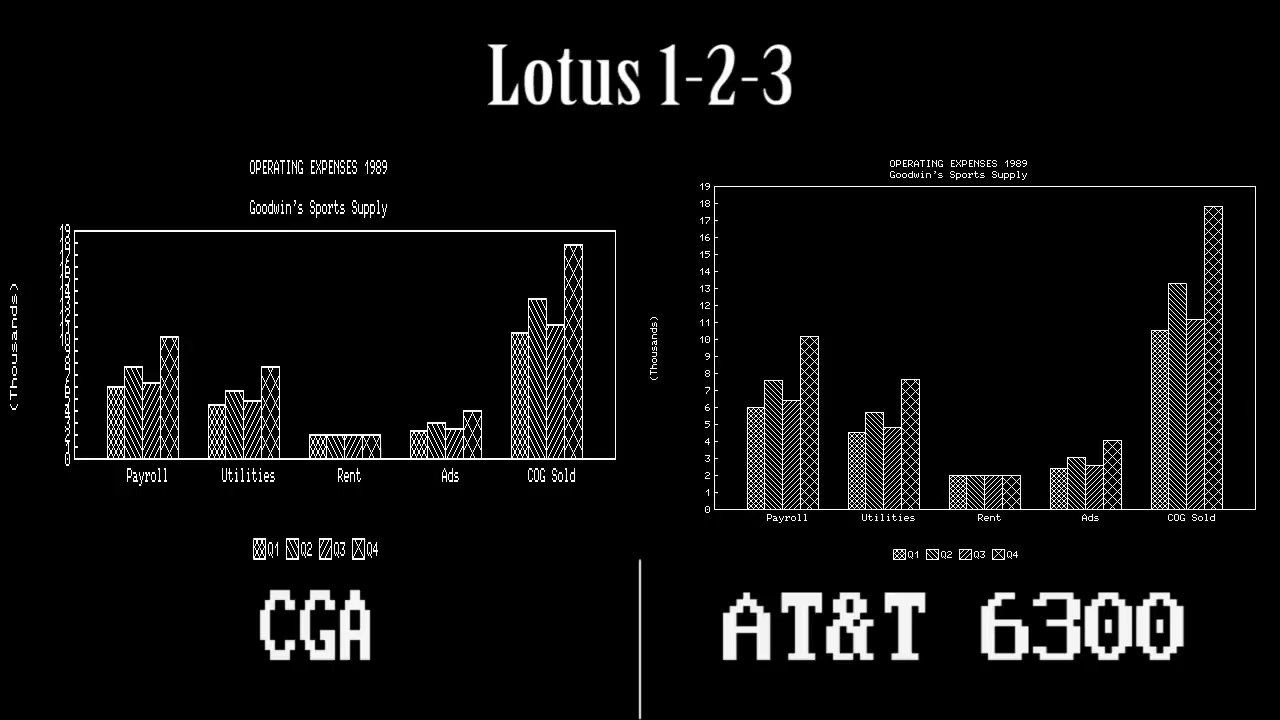 Lotus 1-2-3
OPERATING EXPENSES 1989
Goodwin's Sports Supply
(Thousands)
Payroll Utilities Rent Ads COG Sold
Q1 Q2 Q3 Q4
CGA
OPERATING EXPENSES 1989
Goodwin's Sports Supply
19
18
17
16
15
14
13
12
11
10
9
8
7
6
5
4
3
2
1
0
(Thousands)
Payroll Utilities Rent Ads COG Sold
Q1 Q2 Q3 Q4
AT&T 6300